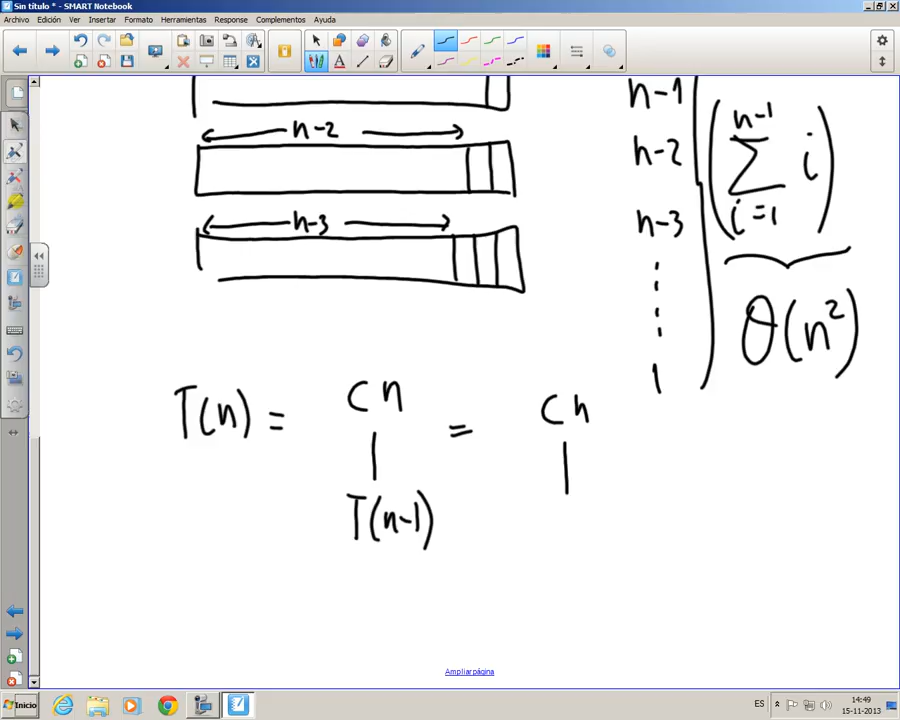 Sin título * - SMART Notebook
Archivo Edición Ver Insertar Formato Herramientas Response Complementos Ayuda
n-1
n-2
n-2
n-3
n-3
1
( n-1 ∑ i=1 i )
θ(n²)
T(n) = cn = cn
T(n-1)
Ampliar página
Inicio
ES
14:49
15-11-2013